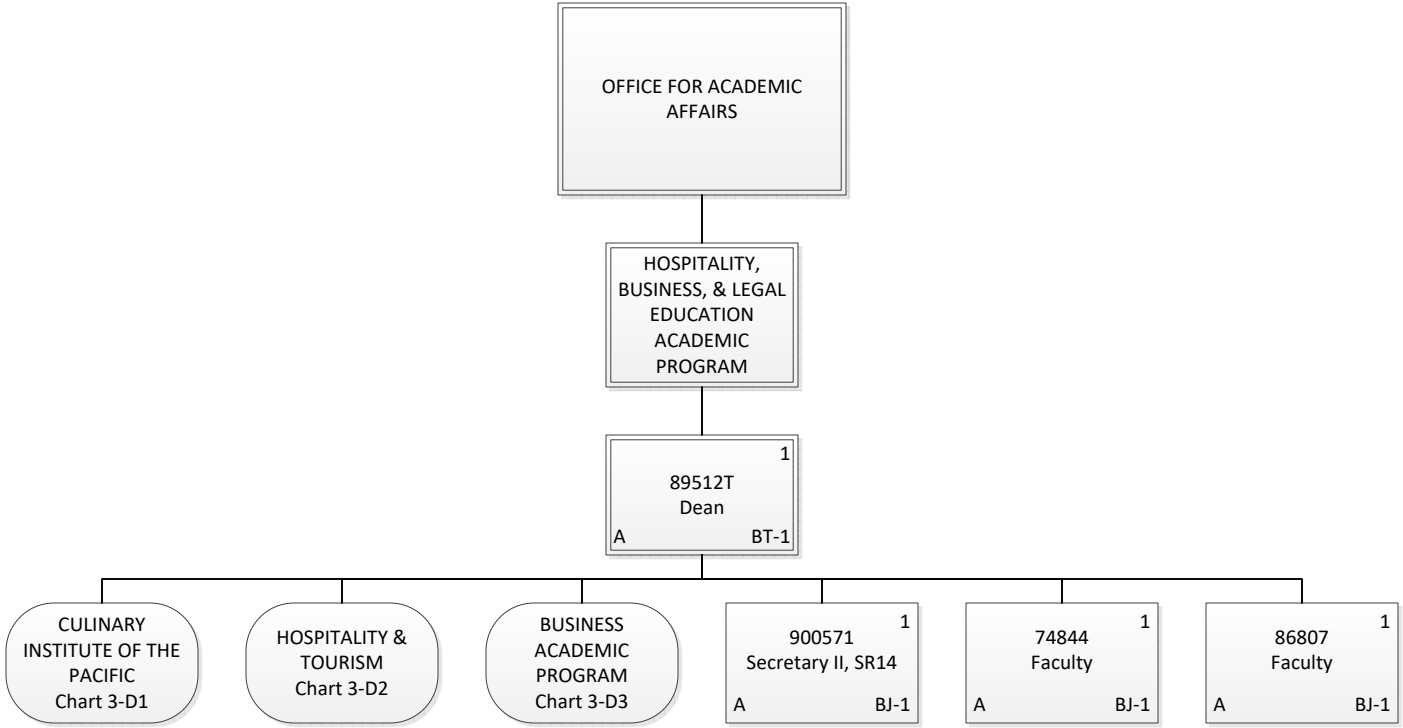 OFFICE FOR ACADEMIC
AFFAIRS
HOSPITALITY,
BUSINESS, & LEGAL
EDUCATION
ACADEMIC
PROGRAM
1
89512T
Dean
A BT-1
CULINARY
INSTITUTE OF THE
PACIFIC
Chart 3-D1
HOSPITALITY &
TOURISM
Chart 3-D2
BUSINESS
ACADEMIC
PROGRAM
Chart 3-D3
1
900571
Secretary II, SR14
A BJ-1
1
74844
Faculty
A BJ-1
1
86807
Faculty
A BJ-1